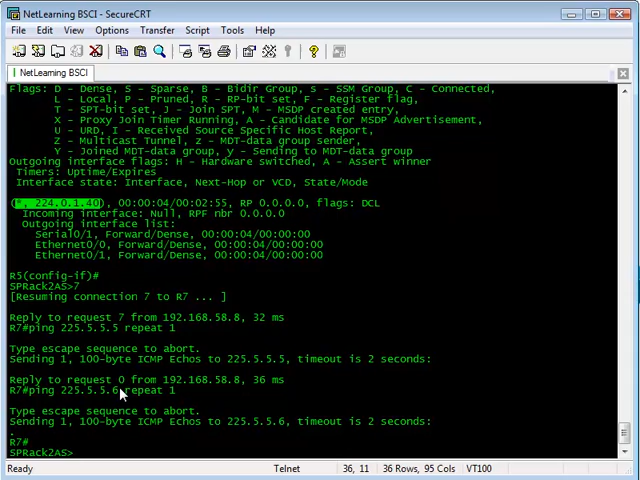 NetLearning BSCI - SecureCRT
File Edit View Options Transfer Script Tools Help
NetLearning BSCI
Flags: D - Dense, S - Sparse, B - Bidir Group, s - SSM Group, C - Connected,
L - Local, P - Pruned, R - RP-bit set, F - Register flag,
T - SPT-bit set, J - Join SPT, M - MSDP created entry,
X - Proxy Join Timer Running, A - Candidate for MSDP Advertisement,
U - URD, I - Received Source Specific Host Report,
Z - Multicast Tunnel, z - MDT-data group sender,
Y - Joined MDT-data group, y - Sending to MDT-data group
Outgoing interface flags: H - Hardware switched, A - Assert winner
Timers: Uptime/Expires
Interface state: Interface, Next-Hop or VCD, State/Mode
(*, 224.0.1.40), 00:00:04/00:02:55, RP 0.0.0.0, flags: DCL
Incoming interface: Null, RPF nbr 0.0.0.0
Outgoing interface list:
Serial0/1, Forward/Dense, 00:00:04/00:00:00
Ethernet0/0, Forward/Dense, 00:00:04/00:00:00
Ethernet0/1, Forward/Dense, 00:00:04/00:00:00
R5(config-if)#
SPRack2AS>7
[Resuming connection 7 to R7 ... ]
Reply to request 7 from 192.168.58.8, 32 ms
R7#ping 225.5.5.5 repeat 1
Type escape sequence to abort.
Sending 1, 100-byte ICMP Echos to 225.5.5.5, timeout is 2 seconds:
Reply to request 0 from 192.168.58.8, 36 ms
R7#ping 225.5.5.6 repeat 1
Type escape sequence to abort.
Sending 1, 100-byte ICMP Echos to 225.5.5.6, timeout is 2 seconds:
.
R7#
SPRack2AS>
Ready Telnet 36, 11 36 Rows, 95 Cols VT100